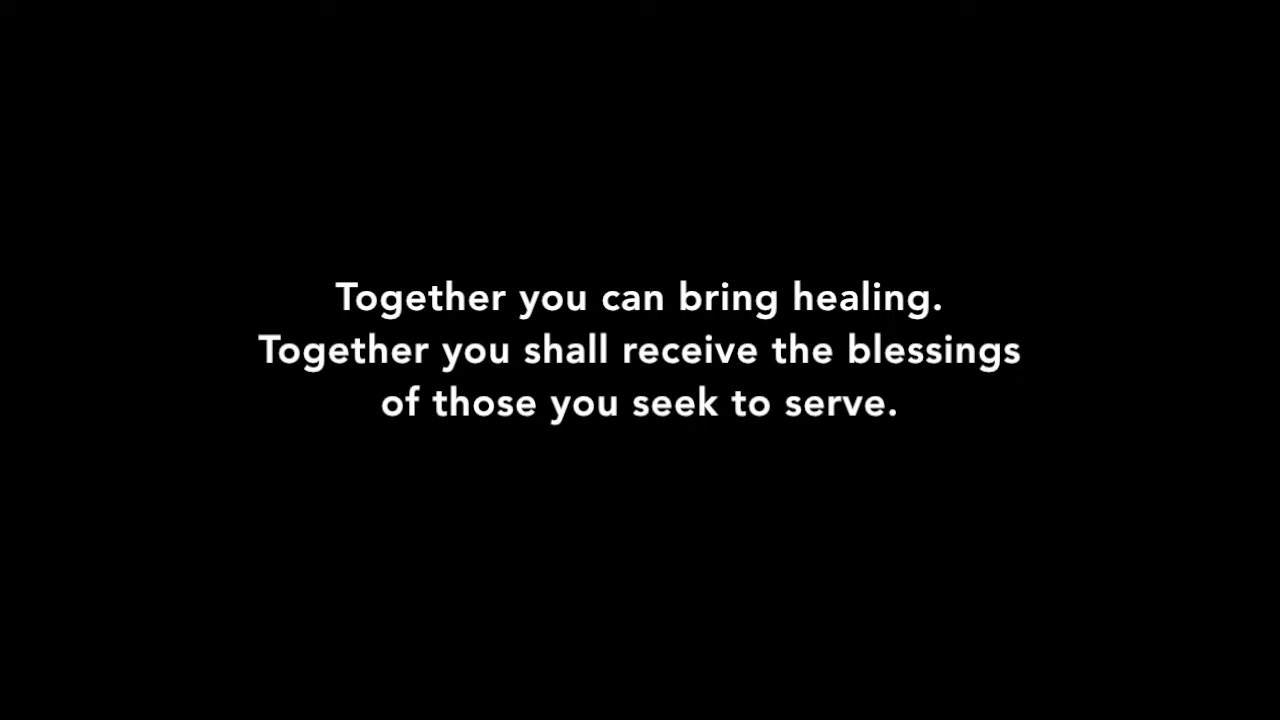 Together you can bring healing.
Together you shall receive the blessings
of those you seek to serve.